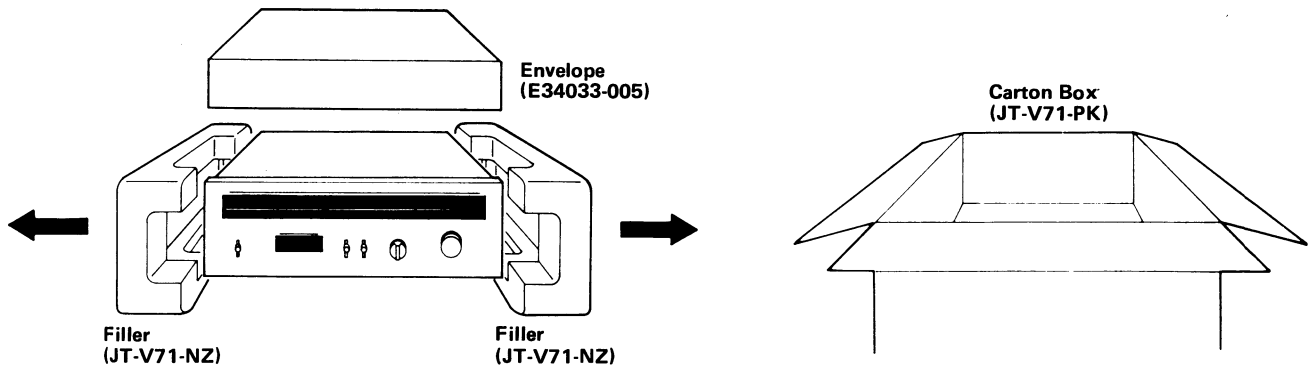 Envelope
(E34033-005)
Carton Box
(JT-V71-PK)
Filler
(JT-V71-NZ)
Filler
(JT-V71-NZ)